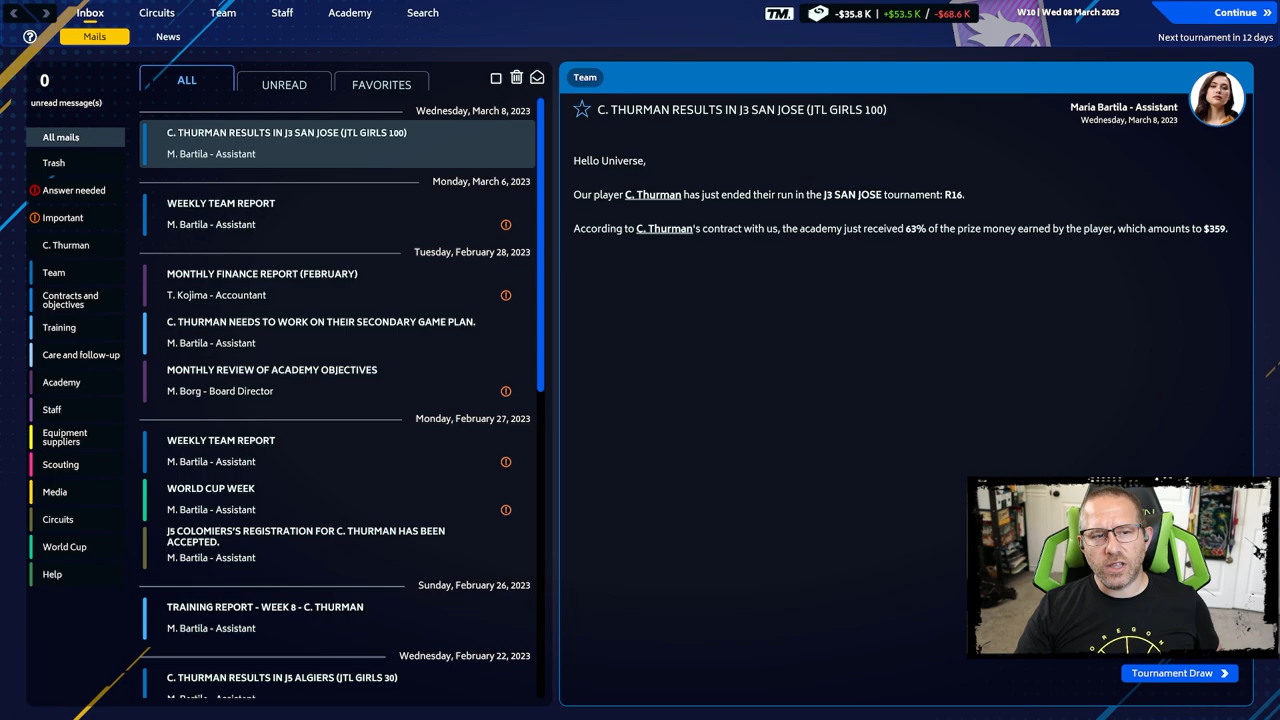 Inbox
Circuits
Team
Staff
Academy
Search
TM.
-$35.8 K | +$53.5 K / -$68.6 K
W10 | Wed 08 March 2023
Continue
Mails
News
Next tournament in 12 days
0
unread message(s)
All mails
Trash
Answer needed
Important
C. Thurman
Team
Contracts and
objectives
Training
Care and follow-up
Academy
Staff
Equipment
suppliers
Scouting
Media
Circuits
World Cup
Help
ALL
UNREAD
FAVORITES
Wednesday, March 8, 2023
C. THURMAN RESULTS IN J3 SAN JOSE (JTL GIRLS 100)
M. Bartila - Assistant
Monday, March 6, 2023
WEEKLY TEAM REPORT
M. Bartila - Assistant
Tuesday, February 28, 2023
MONTHLY FINANCE REPORT (FEBRUARY)
T. Kojima - Accountant
C. THURMAN NEEDS TO WORK ON THEIR SECONDARY GAME PLAN.
M. Bartila - Assistant
MONTHLY REVIEW OF ACADEMY OBJECTIVES
M. Borg - Board Director
Monday, February 27, 2023
WEEKLY TEAM REPORT
M. Bartila - Assistant
WORLD CUP WEEK
M. Bartila - Assistant
J5 COLOMIERS'S REGISTRATION FOR C. THURMAN HAS BEEN
ACCEPTED.
M. Bartila - Assistant
Sunday, February 26, 2023
TRAINING REPORT - WEEK 8 - C. THURMAN
M. Bartila - Assistant
Wednesday, February 22, 2023
C. THURMAN RESULTS IN J5 ALGIERS (JTL GIRLS 30)
M. Bartila - Assistant
Team
C. THURMAN RESULTS IN J3 SAN JOSE (JTL GIRLS 100)
Maria Bartila - Assistant
Wednesday, March 8, 2023
Hello Universe,
Our player C. Thurman has just ended their run in the J3 SAN JOSE tournament: R16.
According to C. Thurman's contract with us, the academy just received 63% of the prize money earned by the player, which amounts to $359.
OREGON
Tournament Draw